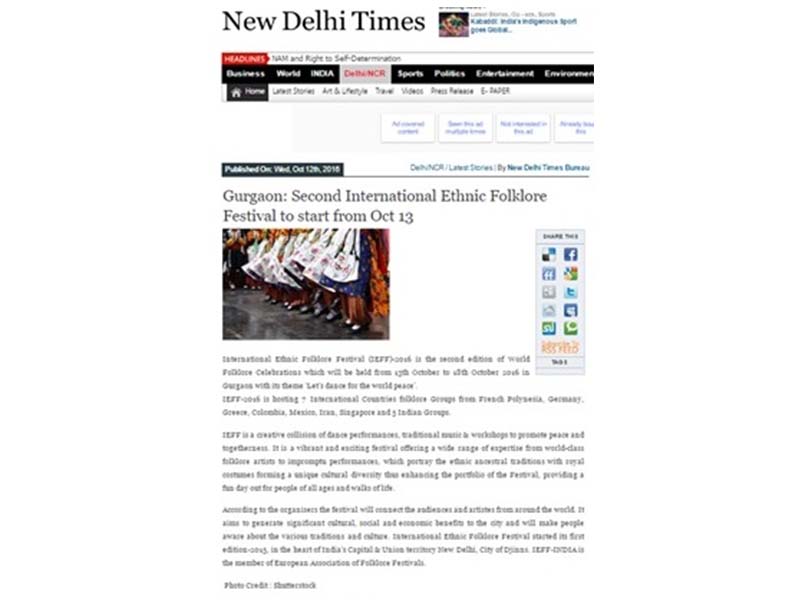 New Delhi Times
Latest Stories, Go - ess, Sports
Kabaddi: India's Indigenous Sport
goes Global...
HEADLINES NAM and Right to Self-Determination
Business World INDIA Delhi/NCR Sports Politics Entertainment Environmen
Home Latest Stories Art & Lifestyle Travel Videos Press Release E- PAPER
Ad covered
content
Seen this ad
multiple times
Not interested in
this ad
Already bou
this
Published On: Wed, Oct 12th, 2016
Delhi/NCR / Latest Stories | By New Delhi Times Bureau
Gurgaon: Second International Ethnic Folklore
Festival to start from Oct 13
SHARE THIS
Subscribe To
RSS FEED
TAGS
International Ethnic Folklore Festival (IEFF)-2016 is the second edition of World
Folklore Celebrations which will be held from 13th October to 18th October 2016 in
Gurgaon with its theme 'Let's dance for the world peace'.
IEFF-2016 is hosting 7 International Countries folklore Groups from French Polynesia, Germany,
Greece, Colombia, Mexico, Iran, Singapore and 5 Indian Groups.
IEFF is a creative collision of dance performances, traditional music & workshops to promote peace and
togetherness. It is a vibrant and exciting festival offering a wide range of expertise from world-class
folklore artists to impromptu performances, which portray the ethnic ancestral traditions with royal
costumes forming a unique cultural diversity thus enhancing the portfolio of the Festival, providing a
fun day out for people of all ages and walks of life.
According to the organisers the festival will connect the audiences and artistes from around the world. It
aims to generate significant cultural, social and economic benefits to the city and will make people
aware about the various traditions and culture. International Ethnic Folklore Festival started its first
edition-2015, in the heart of India's Capital & Union territory New Delhi, City of Djinns. IEFF-INDIA is
the member of European Association of Folklore Festivals.
Photo Credit : Shutterstock